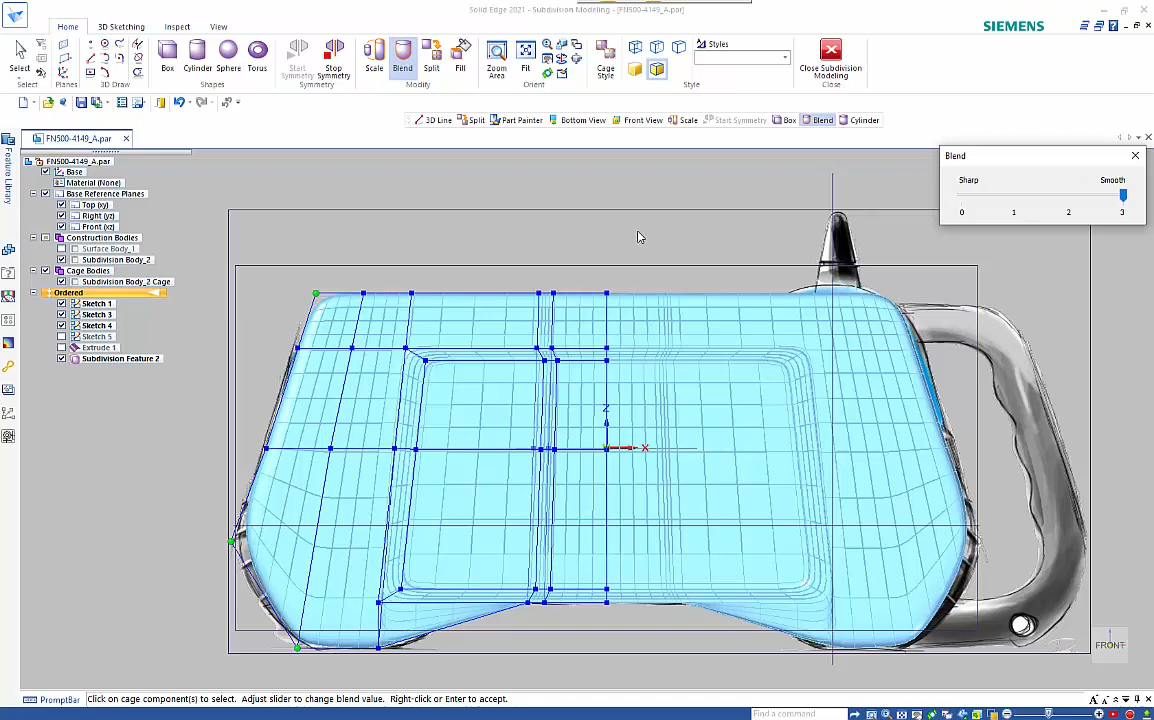 Solid Edge 2021 - Subdivision Modeling - [FN500-4149_A.par]
Home
3D Sketching
Inspect
View
SIEMENS
Select
Box
Cylinder
Sphere
Torus
Start
Symmetry
Stop
Symmetry
Scale
Blend
Split
Fill
Zoom
Area
Fit
Cage
Style
Styles
Close Subdivision
Modeling
Select
Planes
3D Draw
Shapes
Symmetry
Modify
Orient
Style
Close
3D Line
Split
Part Painter
Bottom View
Front View
Scale
Start Symmetry
Box
Blend
Cylinder
FN500-4149_A.par
Feature Library
FN500-4149_A.par
Base
Material (None)
Base Reference Planes
Top (xy)
Right (yz)
Front (xz)
Construction Bodies
Surface Body_1
Subdivision Body_2
Cage Bodies
Subdivision Body_2 Cage
Ordered
Sketch 1
Sketch 3
Sketch 4
Sketch 5
Extrude 1
Subdivision Feature 2
Blend
Sharp
Smooth
0 1 2 3
Z
X
FRONT
PromptBar
Click on cage component(s) to select. Adjust slider to change blend value. Right-click or Enter to accept.
Find a command